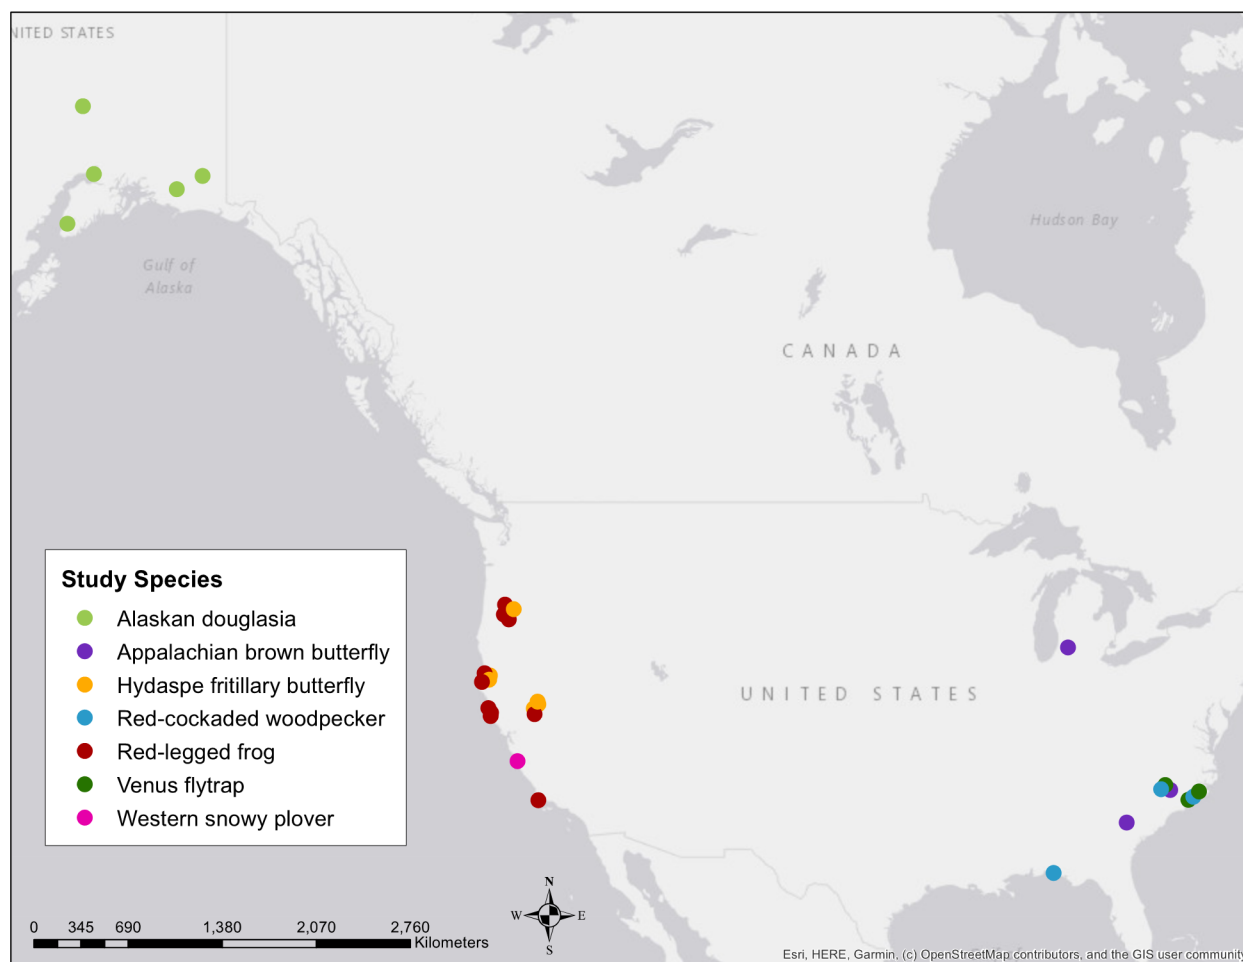 NITED STATES
Gulf of
Alaska
Hudson Bay
CANADA
UNITED STATES
Study Species
Alaskan douglasia
Appalachian brown butterfly
Hydaspe fritillary butterfly
Red-cockaded woodpecker
Red-legged frog
Venus flytrap
Western snowy plover
N
W E
S
0 345 690 1,380 2,070 2,760
Kilometers
Esri, HERE, Garmin, (c) OpenStreetMap contributors, and the GIS user community